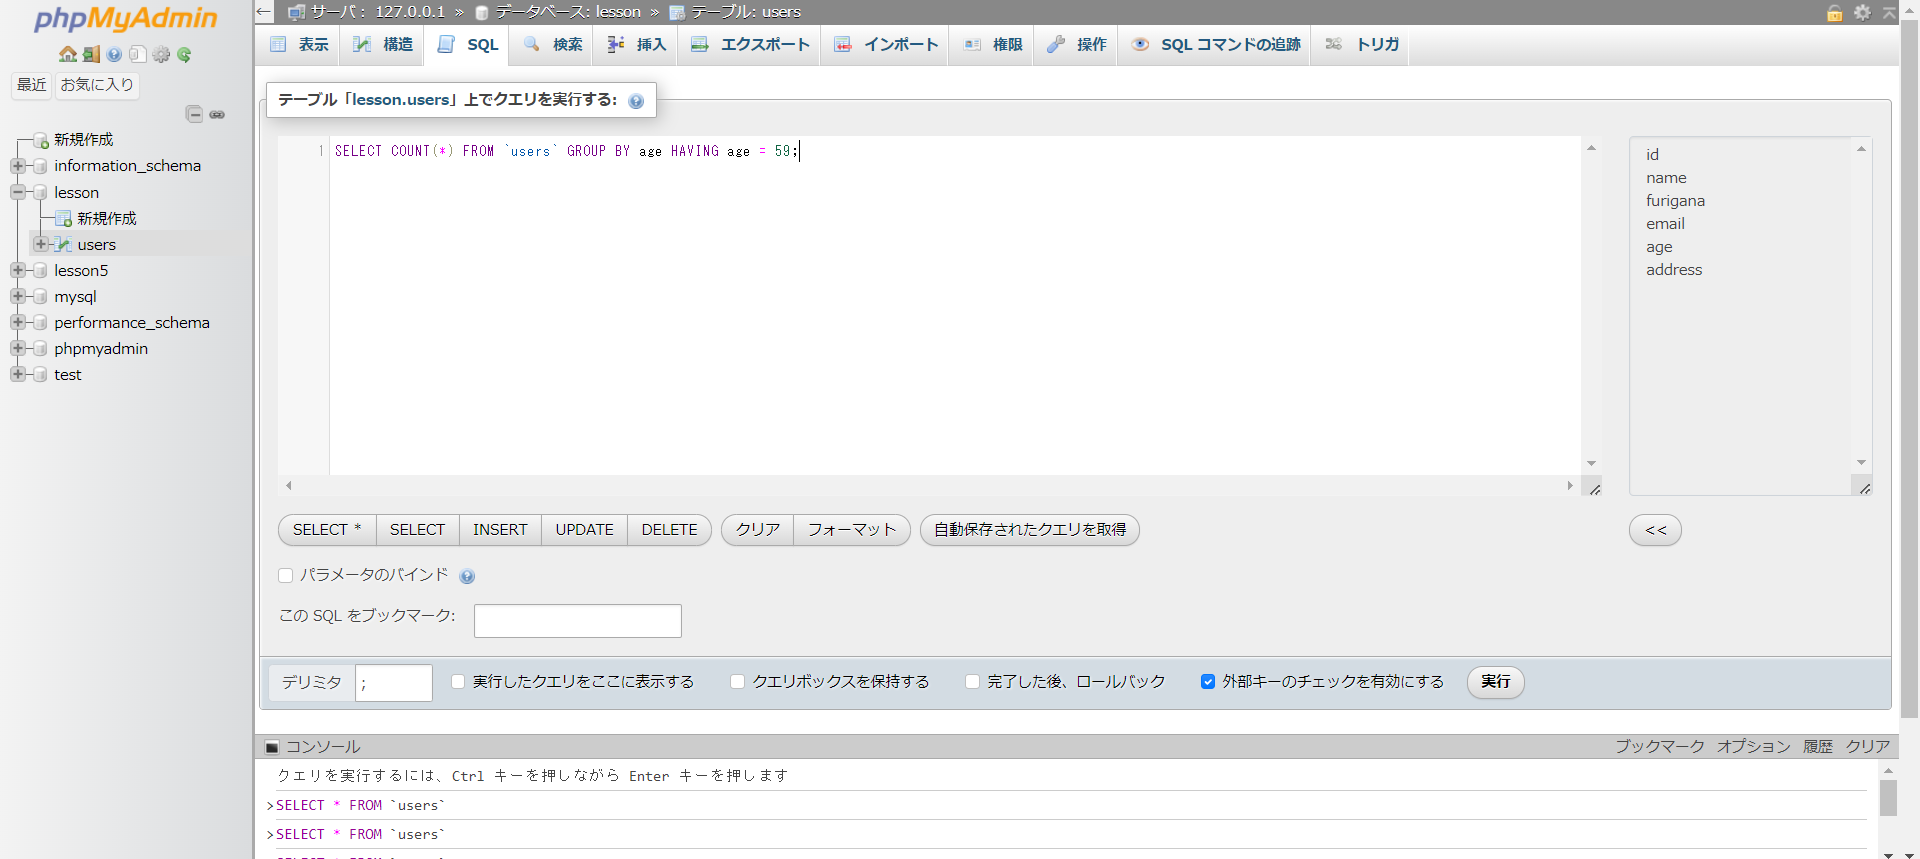 phpMyAdmin
最近
お気に入り
新規作成
information_schema
lesson
新規作成
users
lesson5
mysql
performance_schema
phpmyadmin
test
← サーバ: 127.0.0.1 » データベース: lesson » テーブル: users
表示 構造 SQL 検索 挿入 エクスポート インポート 権限 操作 SQL コマンドの追跡 トリガ
テーブル「lesson.users」上でクエリを実行する:
1 SELECT COUNT(*) FROM `users` GROUP BY age HAVING age = 59;
id
name
furigana
email
age
address
SELECT * SELECT INSERT UPDATE DELETE クリア フォーマット 自動保存されたクエリを取得 <<
パラメータのバインド
この SQL をブックマーク:
デリミタ ; 実行したクエリをここに表示する クエリボックスを保持する 完了した後、ロールバック 外部キーのチェックを有効にする 実行
コンソール ブックマーク オプション 履歴 クリア
クエリを実行するには、Ctrl キーを押しながら Enter キーを押します
>SELECT * FROM `users`
>SELECT * FROM `users`